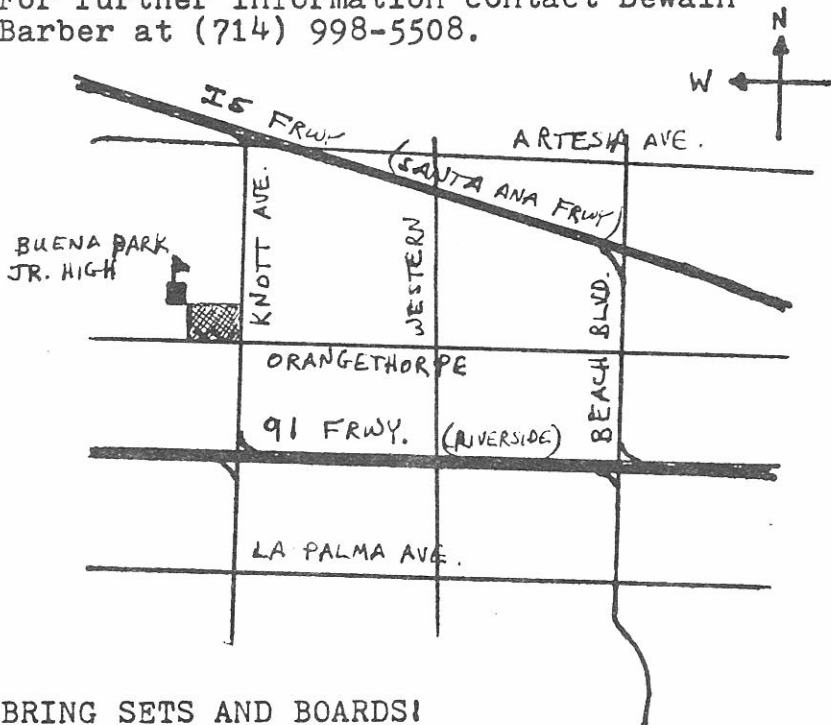 For further information contact Dewain
Barber at (714) 998-5508.
N
W
I5 FRWY
ARTESIA AVE.
(SANTA ANA FRWY)
KNOTT AVE.
WESTERN
BEACH BLVD.
BUENA PARK
JR. HIGH
ORANGETHORPE
91 FRWY. (RIVERSIDE)
LA PALMA AVE.
BRING SETS AND BOARDS!